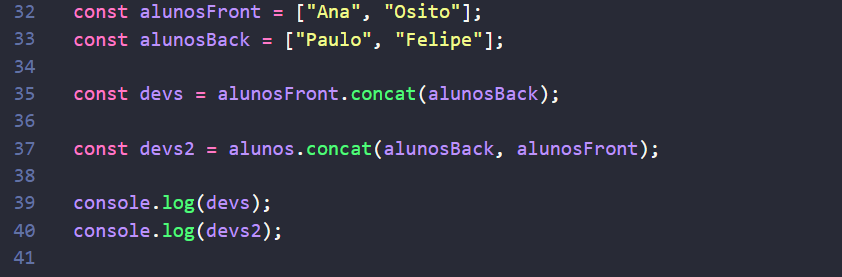 32 const alunosFront = ["Ana", "Osito"];
33 const alunosBack = ["Paulo", "Felipe"];
34
35 const devs = alunosFront.concat(alunosBack);
36
37 const devs2 = alunos.concat(alunosBack, alunosFront);
38
39 console.log(devs);
40 console.log(devs2);
41